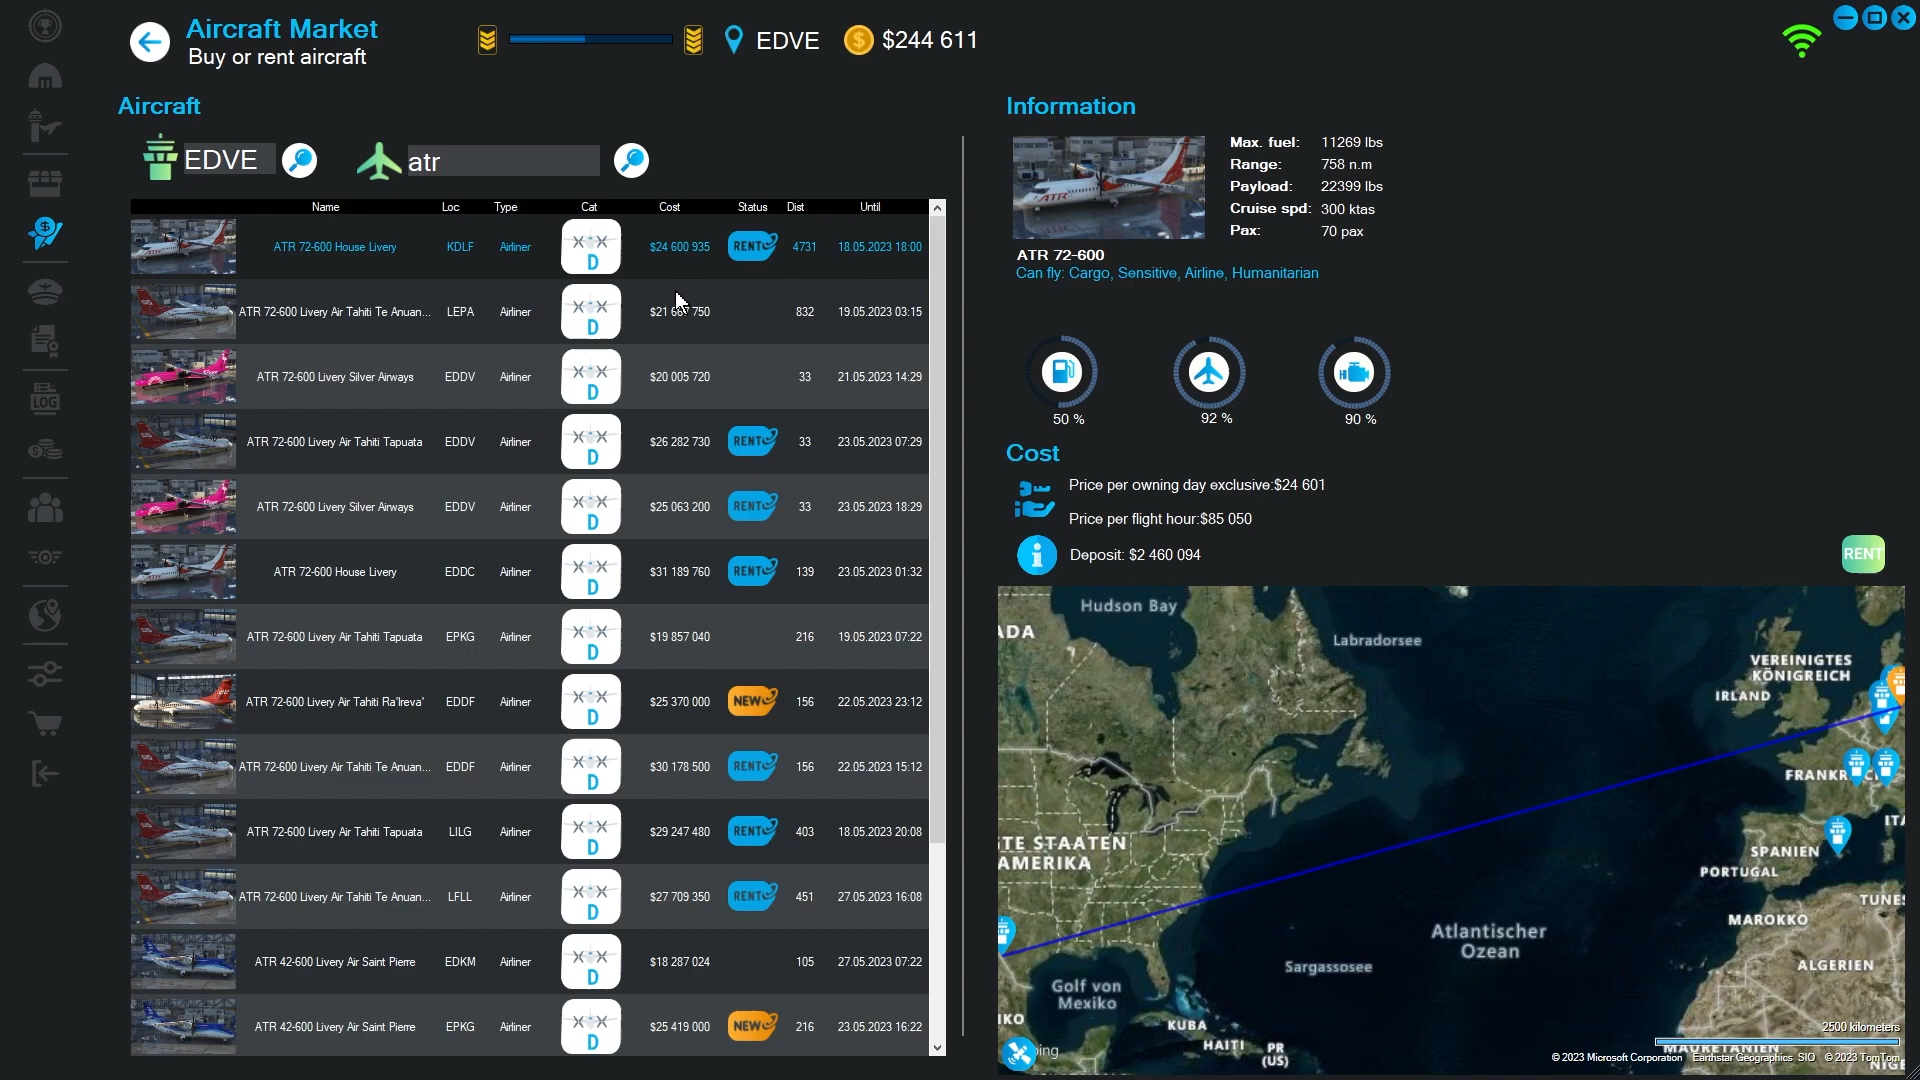 Aircraft Market
Buy or rent aircraft
EDVE
$244 611
Aircraft
EDVE
atr
Name Loc Type Cat Cost Status Dist Until
ATR 72-600 House Livery KDLF Airliner D $24 600 935 RENT 4731 18.05.2023 18:00
ATR 72-600 Livery Air Tahiti Te Anuan... LEPA Airliner D 832 19.05.2023 03:15
ATR 72-600 Livery Silver Airways EDDV Airliner D $20 005 720 33 21.05.2023 14:29
ATR 72-600 Livery Air Tahiti Tapuata EDDV Airliner D $26 282 730 RENT 33 23.05.2023 07:29
ATR 72-600 Livery Silver Airways EDDV Airliner D $25 063 200 RENT 33 23.05.2023 18:29
ATR 72-600 House Livery EDDC Airliner D $31 189 760 RENT 139 23.05.2023 01:32
ATR 72-600 Livery Air Tahiti Tapuata EPKG Airliner D $19 857 040 216 19.05.2023 07:22
ATR 72-600 Livery Air Tahiti Ra'Ireva' EDDF Airliner D $25 370 000 NEW 156 22.05.2023 23:12
ATR 72-600 Livery Air Tahiti Te Anuan... EDDF Airliner D $30 178 500 RENT 156 22.05.2023 15:12
ATR 72-600 Livery Air Tahiti Tapuata LILG Airliner D $29 247 480 RENT 403 18.05.2023 20:08
ATR 72-600 Livery Air Tahiti Te Anuan... LFLL Airliner D $27 709 350 RENT 451 27.05.2023 16:08
ATR 42-600 Livery Air Saint Pierre EDKM Airliner D $18 287 024 105 27.05.2023 07:22
ATR 42-600 Livery Air Saint Pierre EPKG Airliner D $25 419 000 NEW 216 23.05.2023 16:22
LOG
Information
Max. fuel: 11269 lbs
Range: 758 n.m
Payload: 22399 lbs
Cruise spd: 300 ktas
Pax: 70 pax
ATR 72-600
Can fly: Cargo, Sensitive, Airline, Humanitarian
50 % 92 % 90 %
Cost
Price per owning day exclusive:$24 601
Price per flight hour:$85 050
Deposit: $2 460 094
RENT
Hudson Bay
ADA
Labradorsee
VEREINIGTES
KÖNIGREICH
IRLAND
FRANKR
ITA
TE STAATEN
AMERIKA
SPANIEN
PORTUGAL
TUNES
MAROKKO
Atlantischer
Ozean
Sargassosee
ALGERIEN
Golf von
Mexiko
IKO
KUBA
HAITI
PR
(US)
2500 kilometers
MAURETANIEN
NIGE
bing
© 2023 Microsoft Corporation Earthstar Geographics SIO © 2023 TomTom